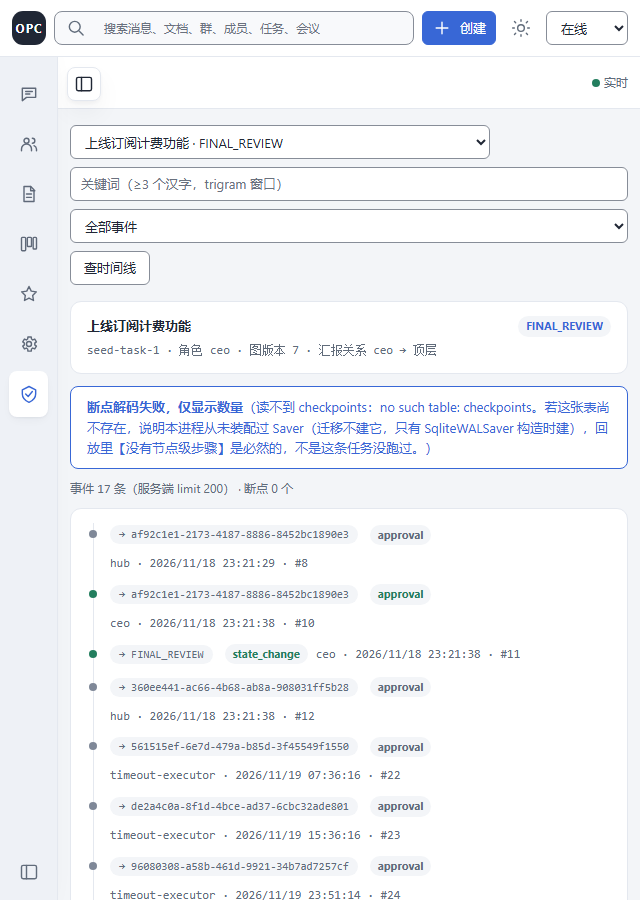 OPC
搜索消息、文档、群、成员、任务、会议
创建
在线
实时
上线订阅计费功能 · FINAL_REVIEW
关键词（≥3 个汉字，trigram 窗口）
全部事件
查时间线
上线订阅计费功能
FINAL_REVIEW
seed-task-1 · 角色 ceo · 图版本 7 · 汇报关系 ceo → 顶层
断点解码失败，仅显示数量（读不到 checkpoints：no such table: checkpoints。若这张表尚
不存在，说明本进程从未装配过 Saver（迁移不建它，只有 SqliteWALSaver 构造时建），回
放里【没有节点级步骤】是必然的，不是这条任务没跑过。）
事件 17 条（服务端 limit 200） · 断点 0 个
→ af92c1e1-2173-4187-8886-8452bc1890e3 approval
hub · 2026/11/18 23:21:29 · #8
→ af92c1e1-2173-4187-8886-8452bc1890e3 approval
ceo · 2026/11/18 23:21:38 · #10
→ FINAL_REVIEW state_change ceo · 2026/11/18 23:21:38 · #11
→ 360ee441-ac66-4b68-ab8a-908031ff5b28 approval
hub · 2026/11/18 23:21:38 · #12
→ 561515ef-6e7d-479a-b85d-3f45549f1550 approval
timeout-executor · 2026/11/19 07:36:16 · #22
→ de2a4c0a-8f1d-4bce-ad37-6cbc32ade801 approval
timeout-executor · 2026/11/19 15:36:16 · #23
→ 96080308-a58b-461d-9921-34b7ad7257cf approval
timeout-executor · 2026/11/19 23:51:14 · #24